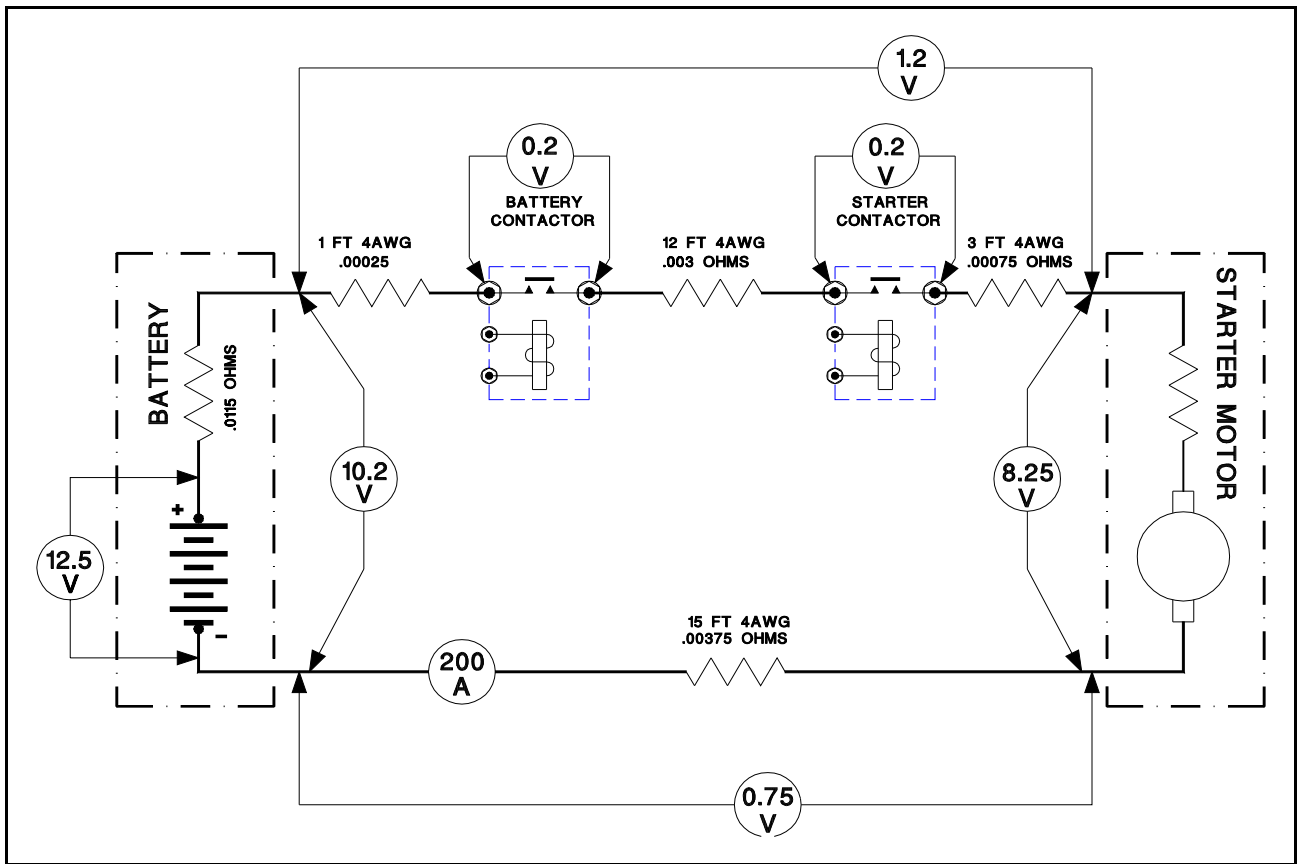 1.2
V
0.2
V
BATTERY
CONTACTOR
0.2
V
STARTER
CONTACTOR
1 FT 4AWG
.00025
12 FT 4AWG
.003 OHMS
3 FT 4AWG
.00075 OHMS
BATTERY
.0115 OHMS
STARTER MOTOR
10.2
V
8.25
V
+
12.5
V
-
15 FT 4AWG
.00375 OHMS
200
A
0.75
V